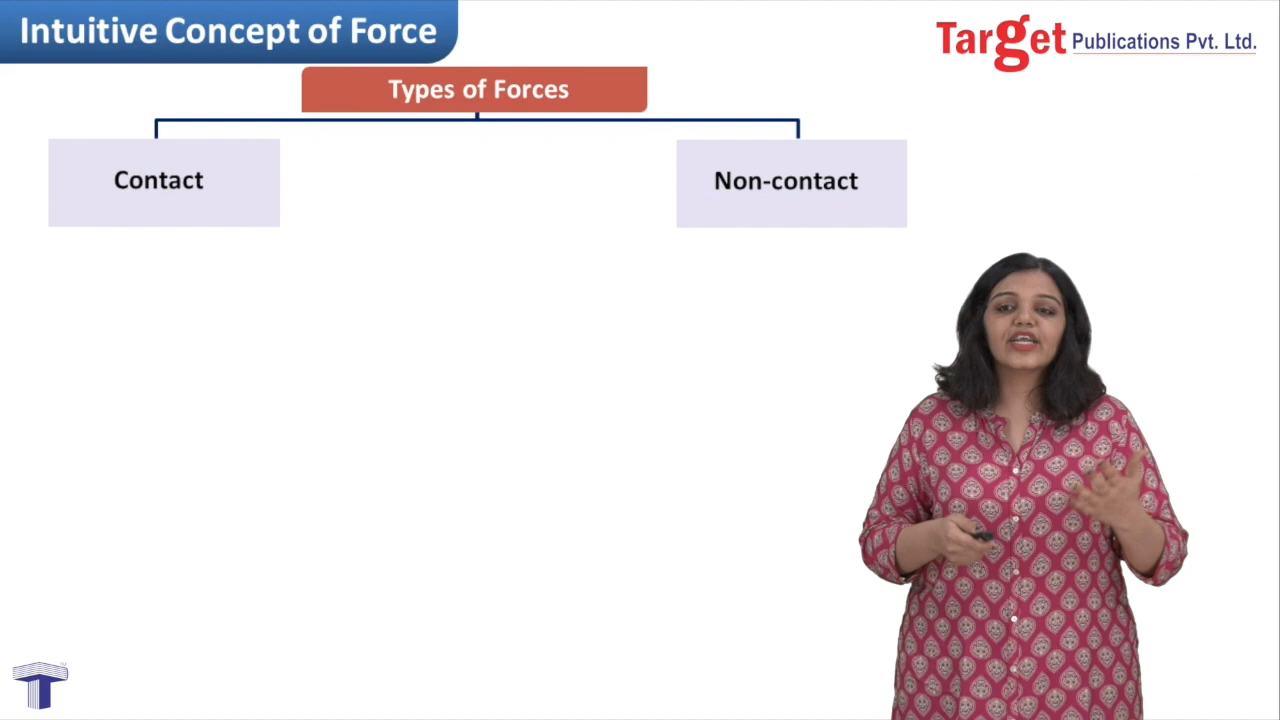 Intuitive Concept of Force
Target Publications Pvt. Ltd.
Types of Forces
Contact
Non-contact